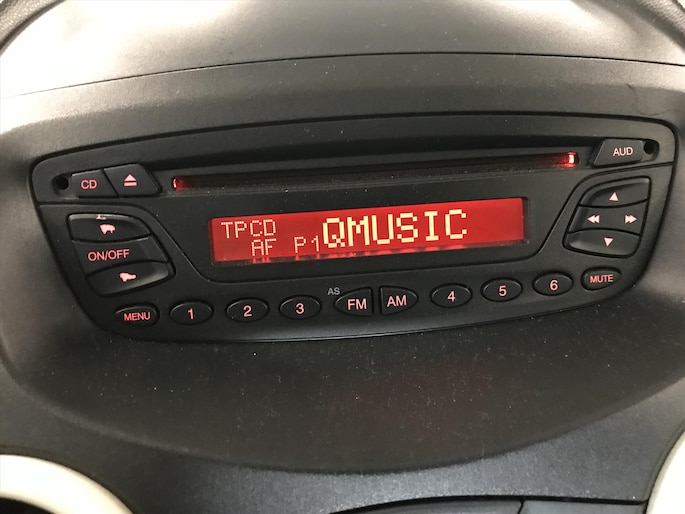 CD
AUD
TPCD
AF P1 QMUSIC
ON/OFF
AS
MENU 1 2 3 FM AM 4 5 6 MUTE